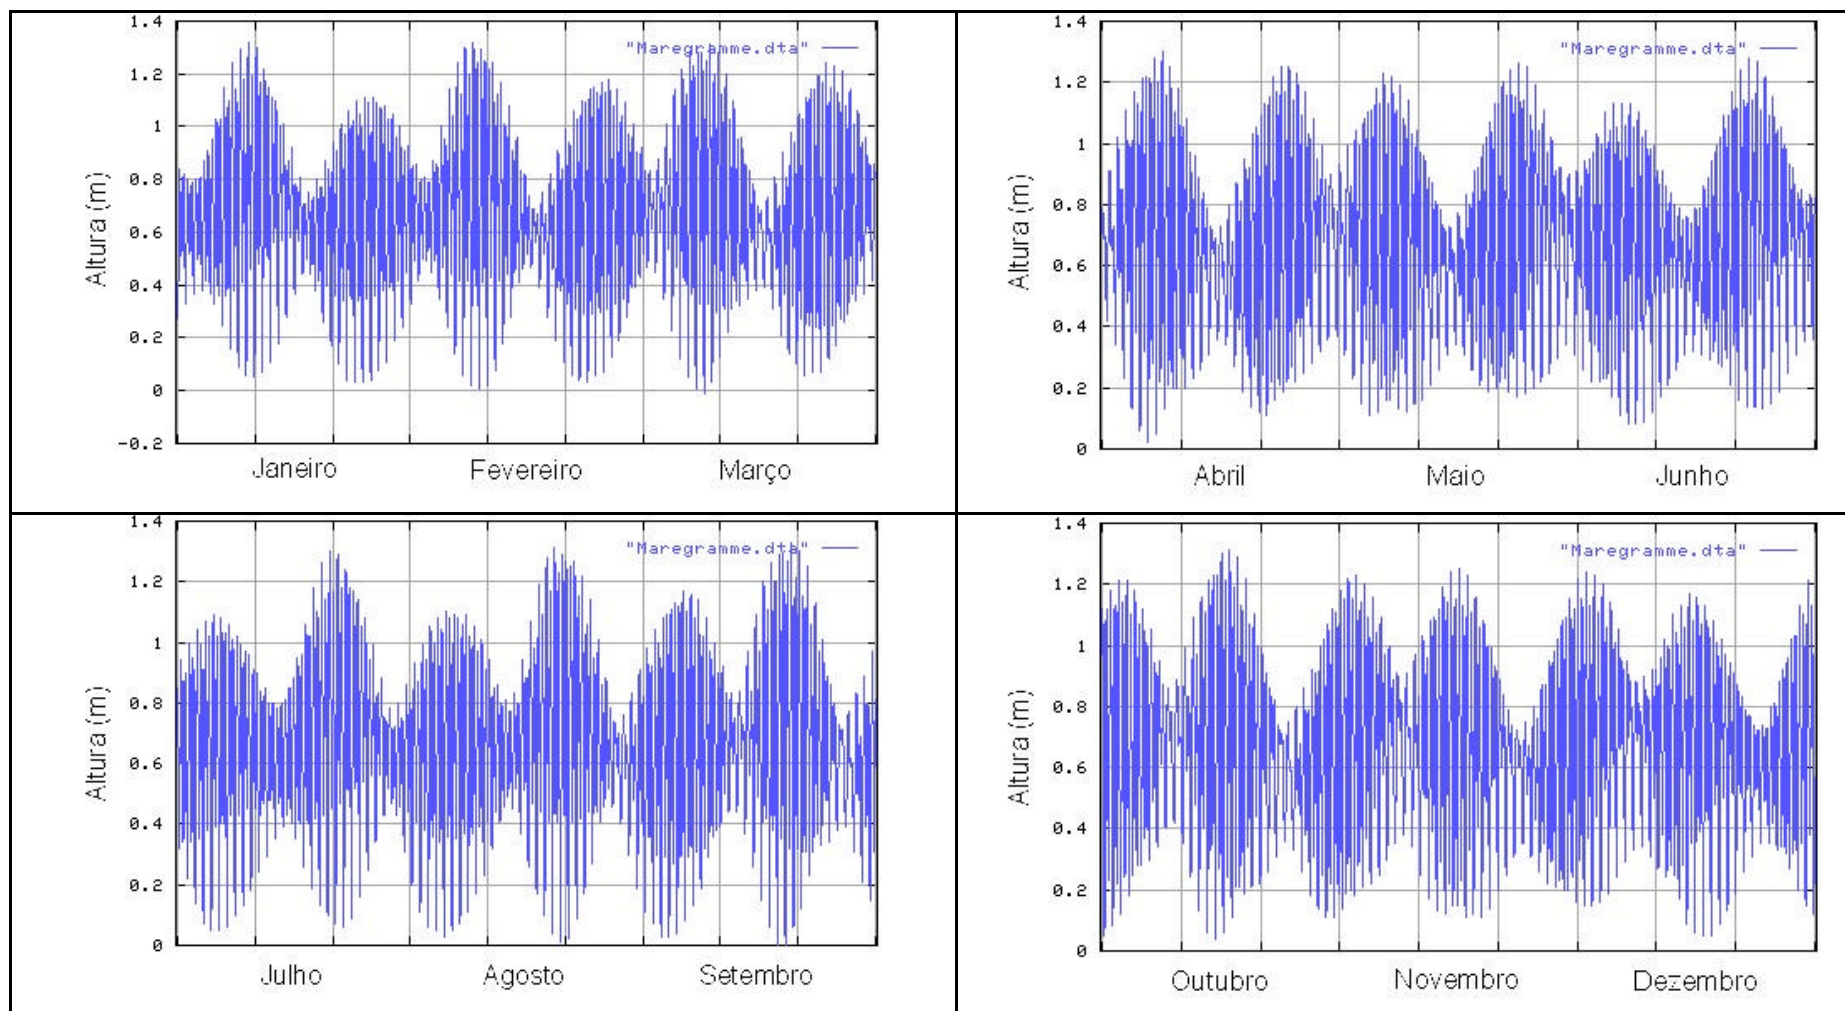 1.4
"Maregramme.dta"
1.2
1
0.8
0.6
0.4
0.2
0
-0.2
Altura (m)
Janeiro Fevereiro Março
1.4
"Maregramme.dta"
1.2
1
0.8
0.6
0.4
0.2
0
Altura (m)
Abril Maio Junho
1.4
"Maregramme.dta"
1.2
1
0.8
0.6
0.4
0.2
0
Altura (m)
Julho Agosto Setembro
1.4
"Maregramme.dta"
1.2
1
0.8
0.6
0.4
0.2
0
Altura (m)
Outubro Novembro Dezembro